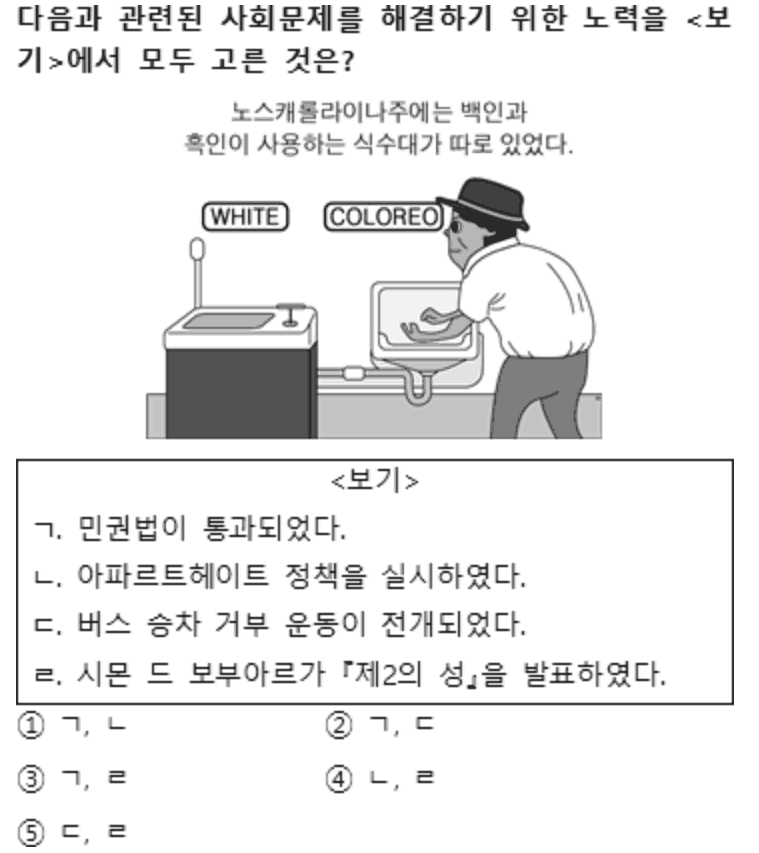 다음과 관련된 사회문제를 해결하기 위한 노력을 <보
기>에서 모두 고른 것은?
노스캐롤라이나주에는 백인과
흑인이 사용하는 식수대가 따로 있었다.
WHITE COLOREO
<보기>
ㄱ. 민권법이 통과되었다.
ㄴ. 아파르트헤이트 정책을 실시하였다.
ㄷ. 버스 승차 거부 운동이 전개되었다.
ㄹ. 시몬 드 보부아르가 『제2의 성』을 발표하였다.
① ㄱ, ㄴ ② ㄱ, ㄷ
③ ㄱ, ㄹ ④ ㄴ, ㄹ
⑤ ㄷ, ㄹ